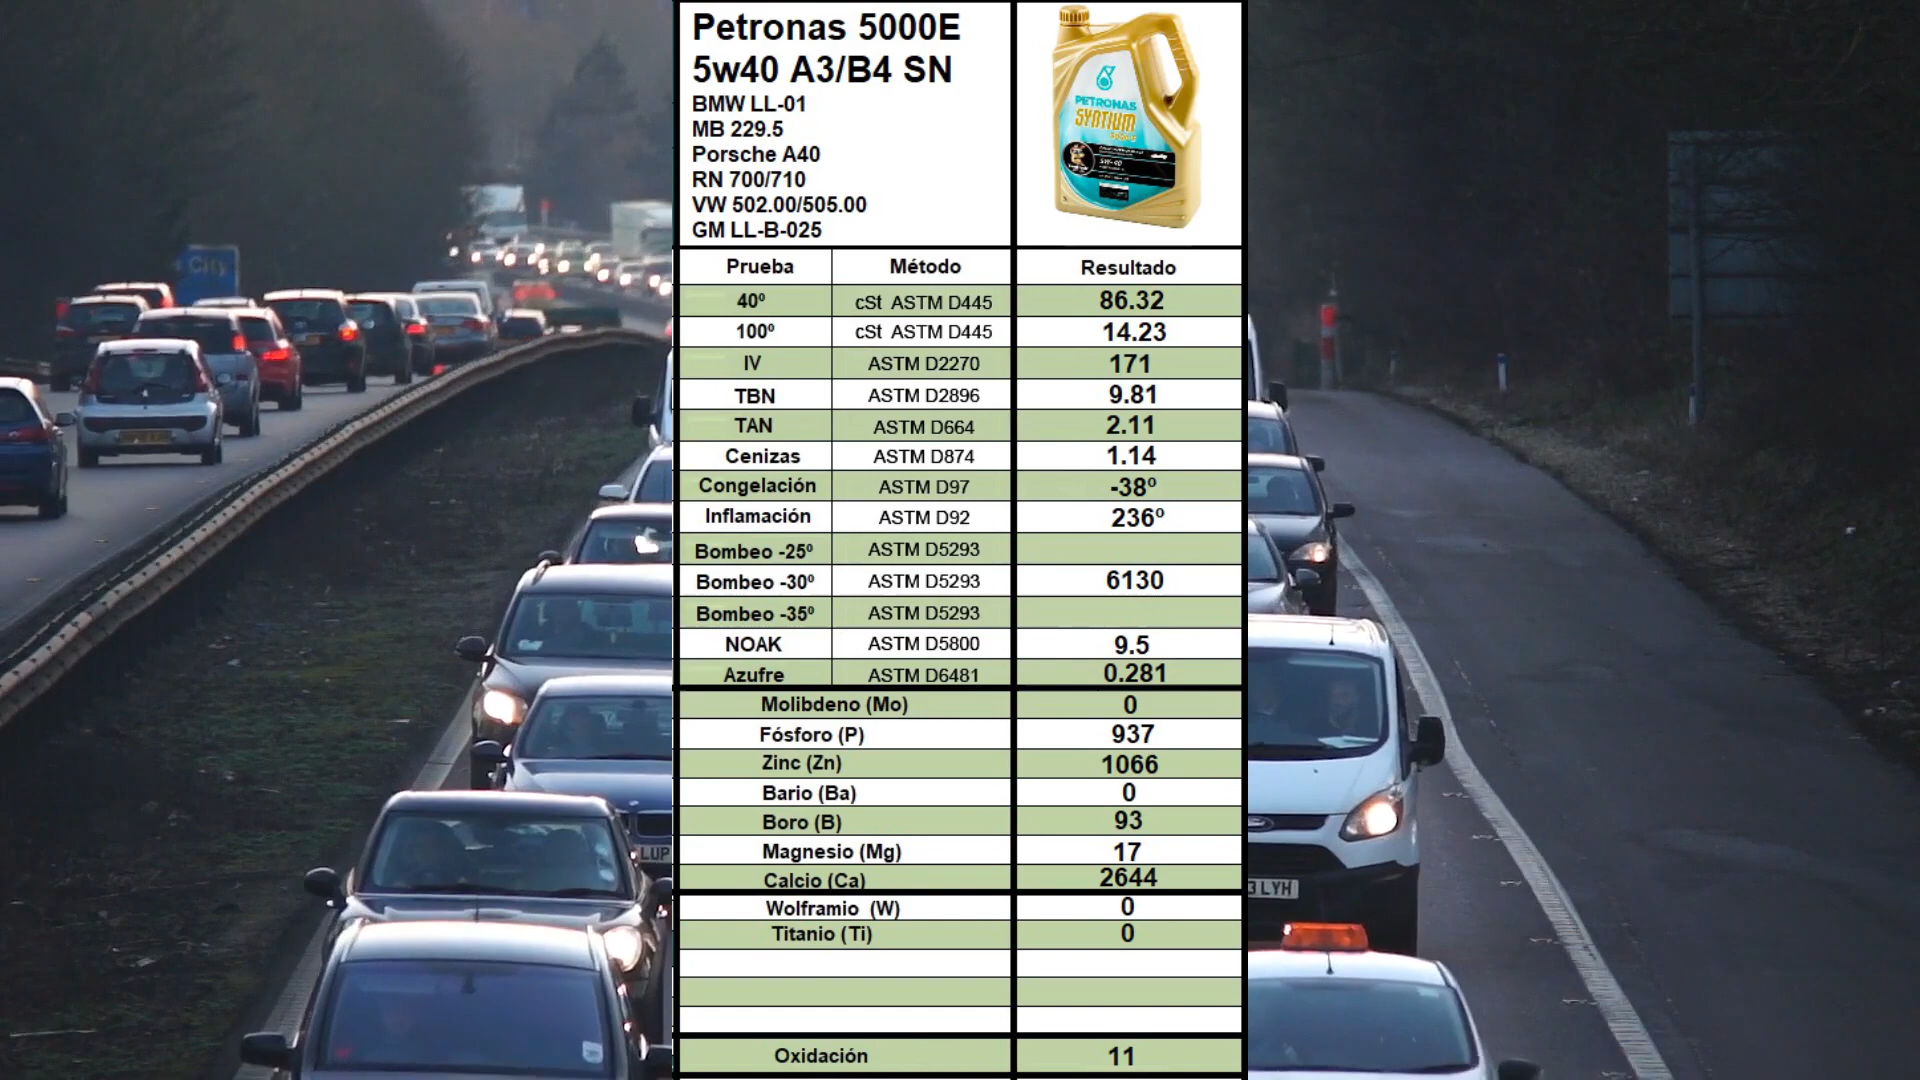 Petronas 5000E
5w40 A3/B4 SN
BMW LL-01
MB 229.5
Porsche A40
RN 700/710
VW 502.00/505.00
GM LL-B-025
PETRONAS
SYNTIUM
Prueba Método Resultado
40º cSt ASTM D445 86.32
100º cSt ASTM D445 14.23
IV ASTM D2270 171
TBN ASTM D2896 9.81
TAN ASTM D664 2.11
Cenizas ASTM D874 1.14
Congelación ASTM D97 -38º
Inflamación ASTM D92 236º
Bombeo -25º ASTM D5293
Bombeo -30º ASTM D5293 6130
Bombeo -35º ASTM D5293
NOAK ASTM D5800 9.5
Azufre ASTM D6481 0.281
Molibdeno (Mo) 0
Fósforo (P) 937
Zinc (Zn) 1066
Bario (Ba) 0
Boro (B) 93
Magnesio (Mg) 17
Calcio (Ca) 2644
Wolframio (W) 0
Titanio (Ti) 0
Oxidación 11
City
LUP
3 LYH